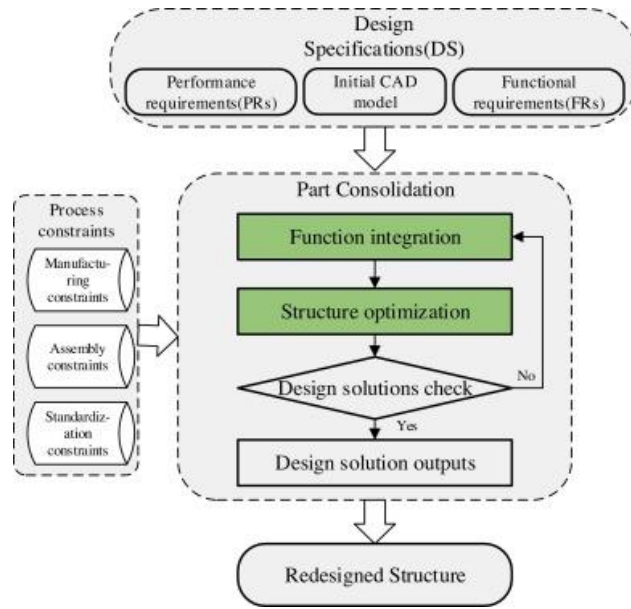 Design
Specifications(DS)
Performance
requirements(PRs)
Initial CAD
model
Functional
requirements(FRs)
Process
constraints
Manufactu-
ring
constraints
Assembly
constraints
Standardiz-
ation
constraints
Part Consolidation
Function integration
Structure optimization
Design solutions check
No
Yes
Design solution outputs
Redesigned Structure